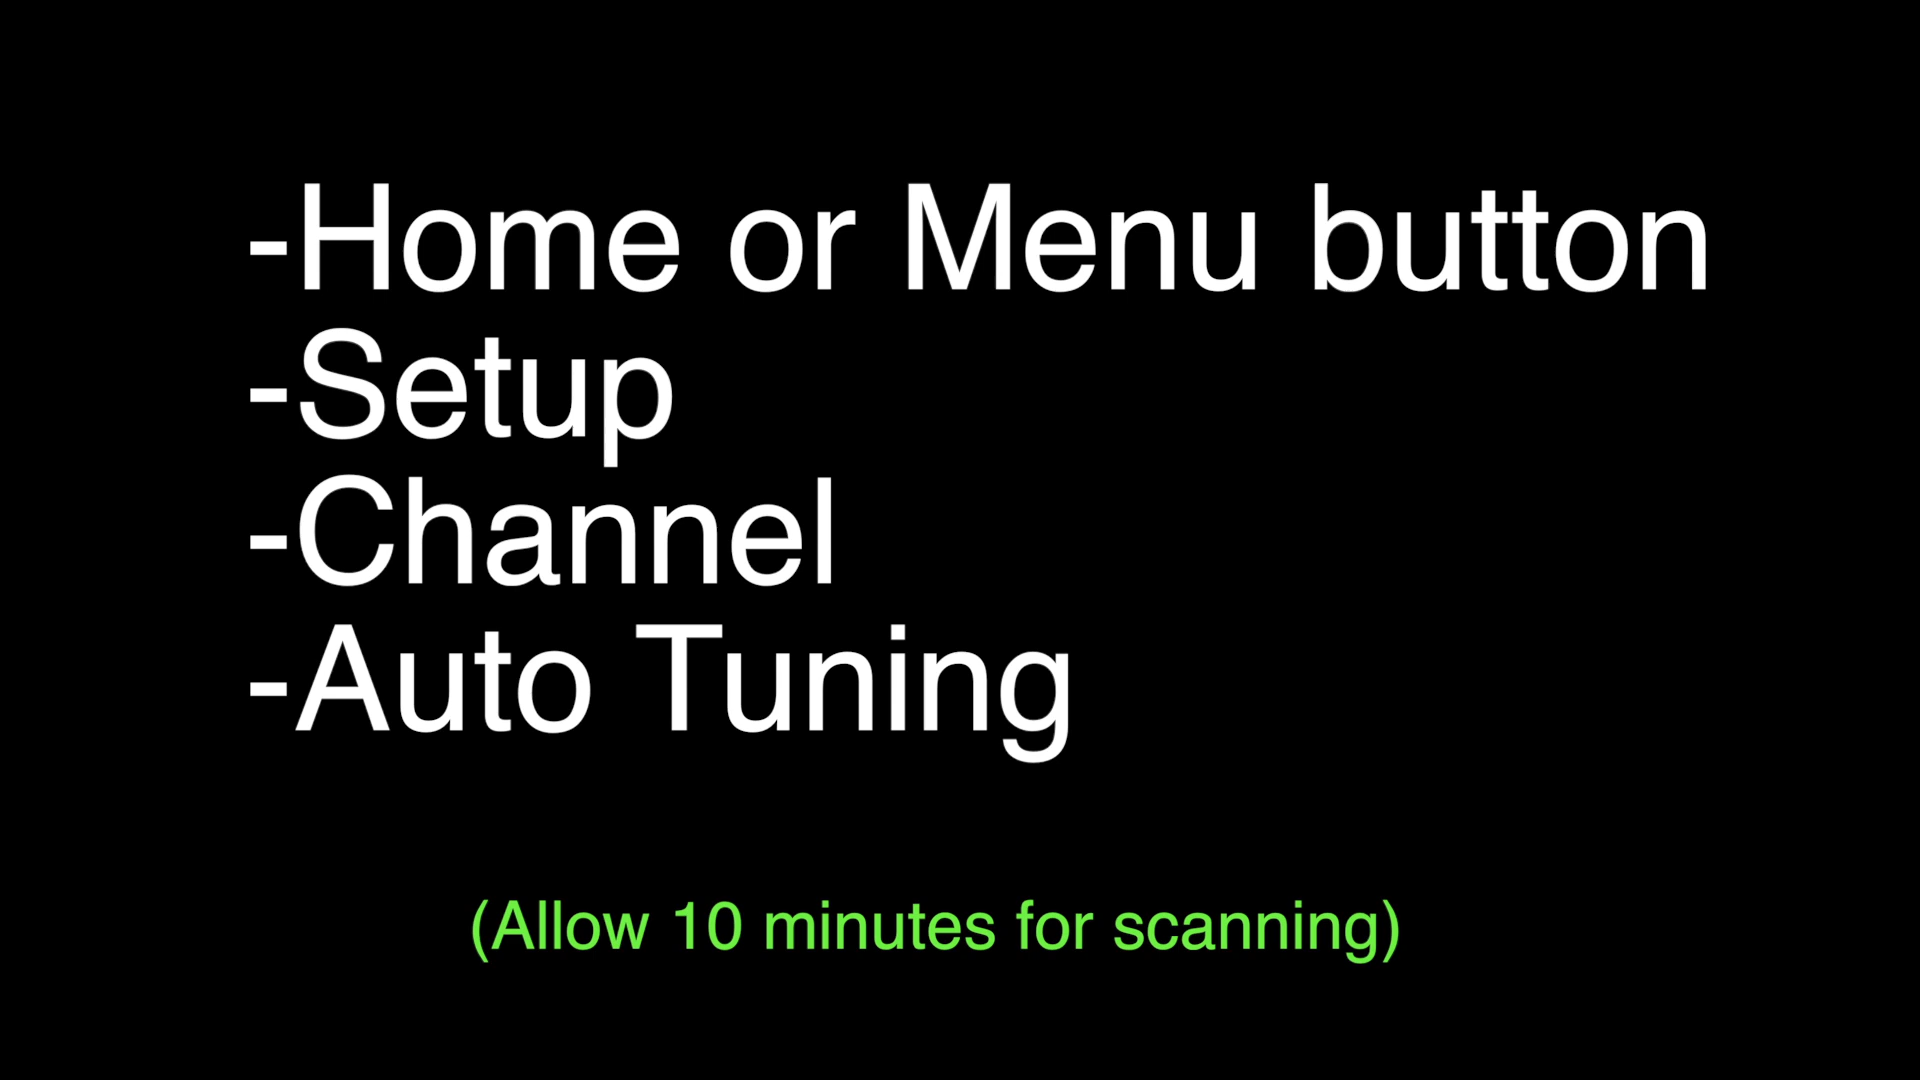 -Home or Menu button
-Setup
-Channel
-Auto Tuning
(Allow 10 minutes for scanning)